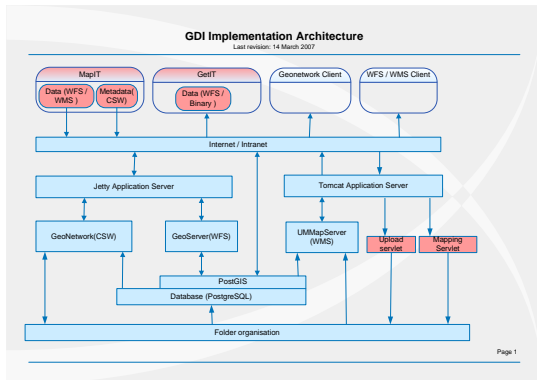 GDI Implementation Architecture
Last revision: 14 March 2007
MapIT
GetIT
Geonetwork Client
WFS / WMS Client
Data (WFS /
WMS )
Metadata(
CSW)
Data (WFS /
Binary )
Internet / Intranet
Jetty Application Server
Tomcat Application Server
GeoNetwork(CSW)
GeoServer(WFS)
UMMapServer
(WMS)
Upload
servlet
Mapping
Servlet
PostGIS
Database (PostgreSQL)
Folder organisation
Page 1